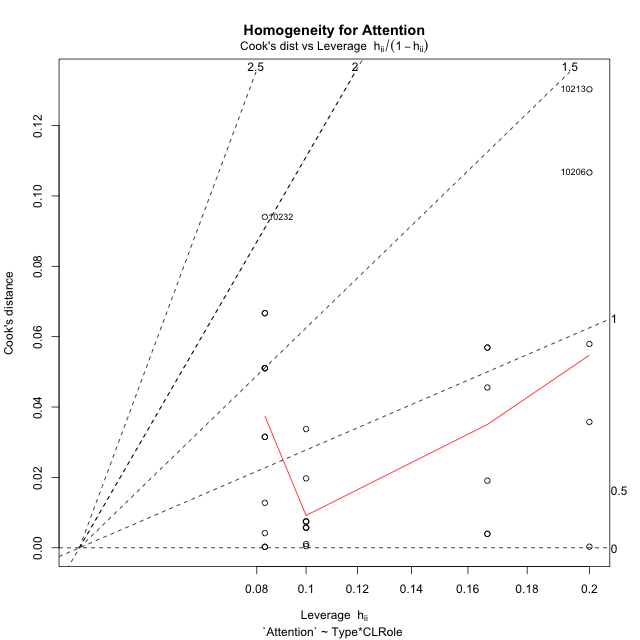 Homogeneity for Attention
Cook's dist vs Leverage hii/(1 − hii)
2.5
2
1.5
10213
0.12
10206
0.10
10232
0.08
Cook's distance
0.06
1
0.04
0.02
0.5
0.00
0
0.08 0.1 0.12 0.14 0.16 0.18 0.2
Leverage hii
`Attention` ~ Type*CLRole